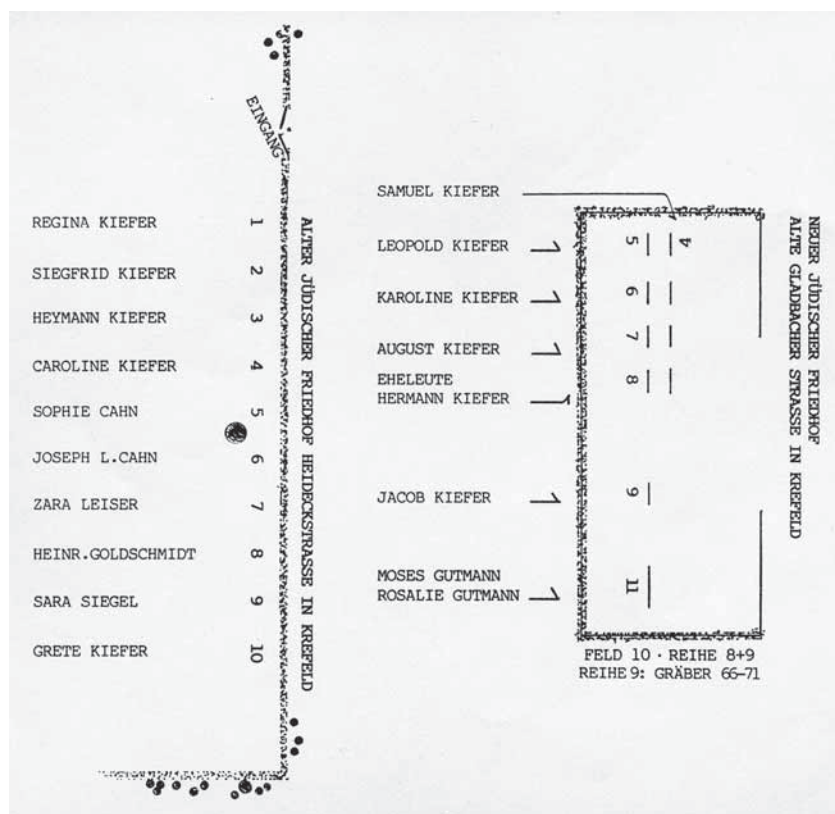 EINGANG
REGINA KIEFER 1
SIEGFRID KIEFER 2
HEYMANN KIEFER 3
CAROLINE KIEFER 4
SOPHIE CAHN 5
JOSEPH L.CAHN 6
ZARA LEISER 7
HEINR.GOLDSCHMIDT 8
SARA SIEGEL 9
GRETE KIEFER 10
ALTER JÜDISCHER FRIEDHOF HEIDECKSTRASSE IN KREFELD
SAMUEL KIEFER 4
LEOPOLD KIEFER 5
KAROLINE KIEFER 6
AUGUST KIEFER 7
EHELEUTE
HERMANN KIEFER 8
JACOB KIEFER 9
MOSES GUTMANN
ROSALIE GUTMANN 11
FELD 10 · REIHE 8+9
REIHE 9: GRÄBER 66-71
NEUER JÜDISCHER FRIEDHOF
ALTE GLADBACHER STRASSE IN KREFELD